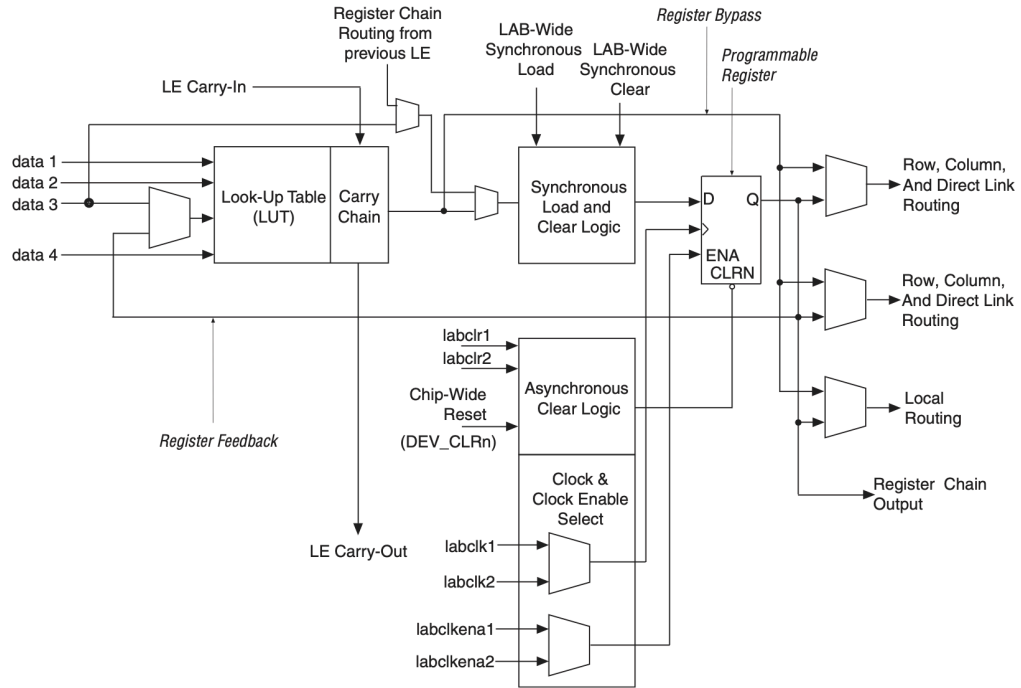 Register Chain
Routing from
previous LE
LAB-Wide
Synchronous
Load
LAB-Wide
Synchronous
Clear
Register Bypass
Programmable
Register
LE Carry-In
data 1
data 2
data 3
data 4
Look-Up Table
(LUT)
Carry
Chain
Synchronous
Load and
Clear Logic
D
Q
ENA
CLRN
Row, Column,
And Direct Link
Routing
Row, Column,
And Direct Link
Routing
Local
Routing
Register Chain
Output
Register Feedback
labclr1
labclr2
Chip-Wide
Reset
(DEV_CLRn)
Asynchronous
Clear Logic
Clock &
Clock Enable
Select
LE Carry-Out
labclk1
labclk2
labclkena1
labclkena2